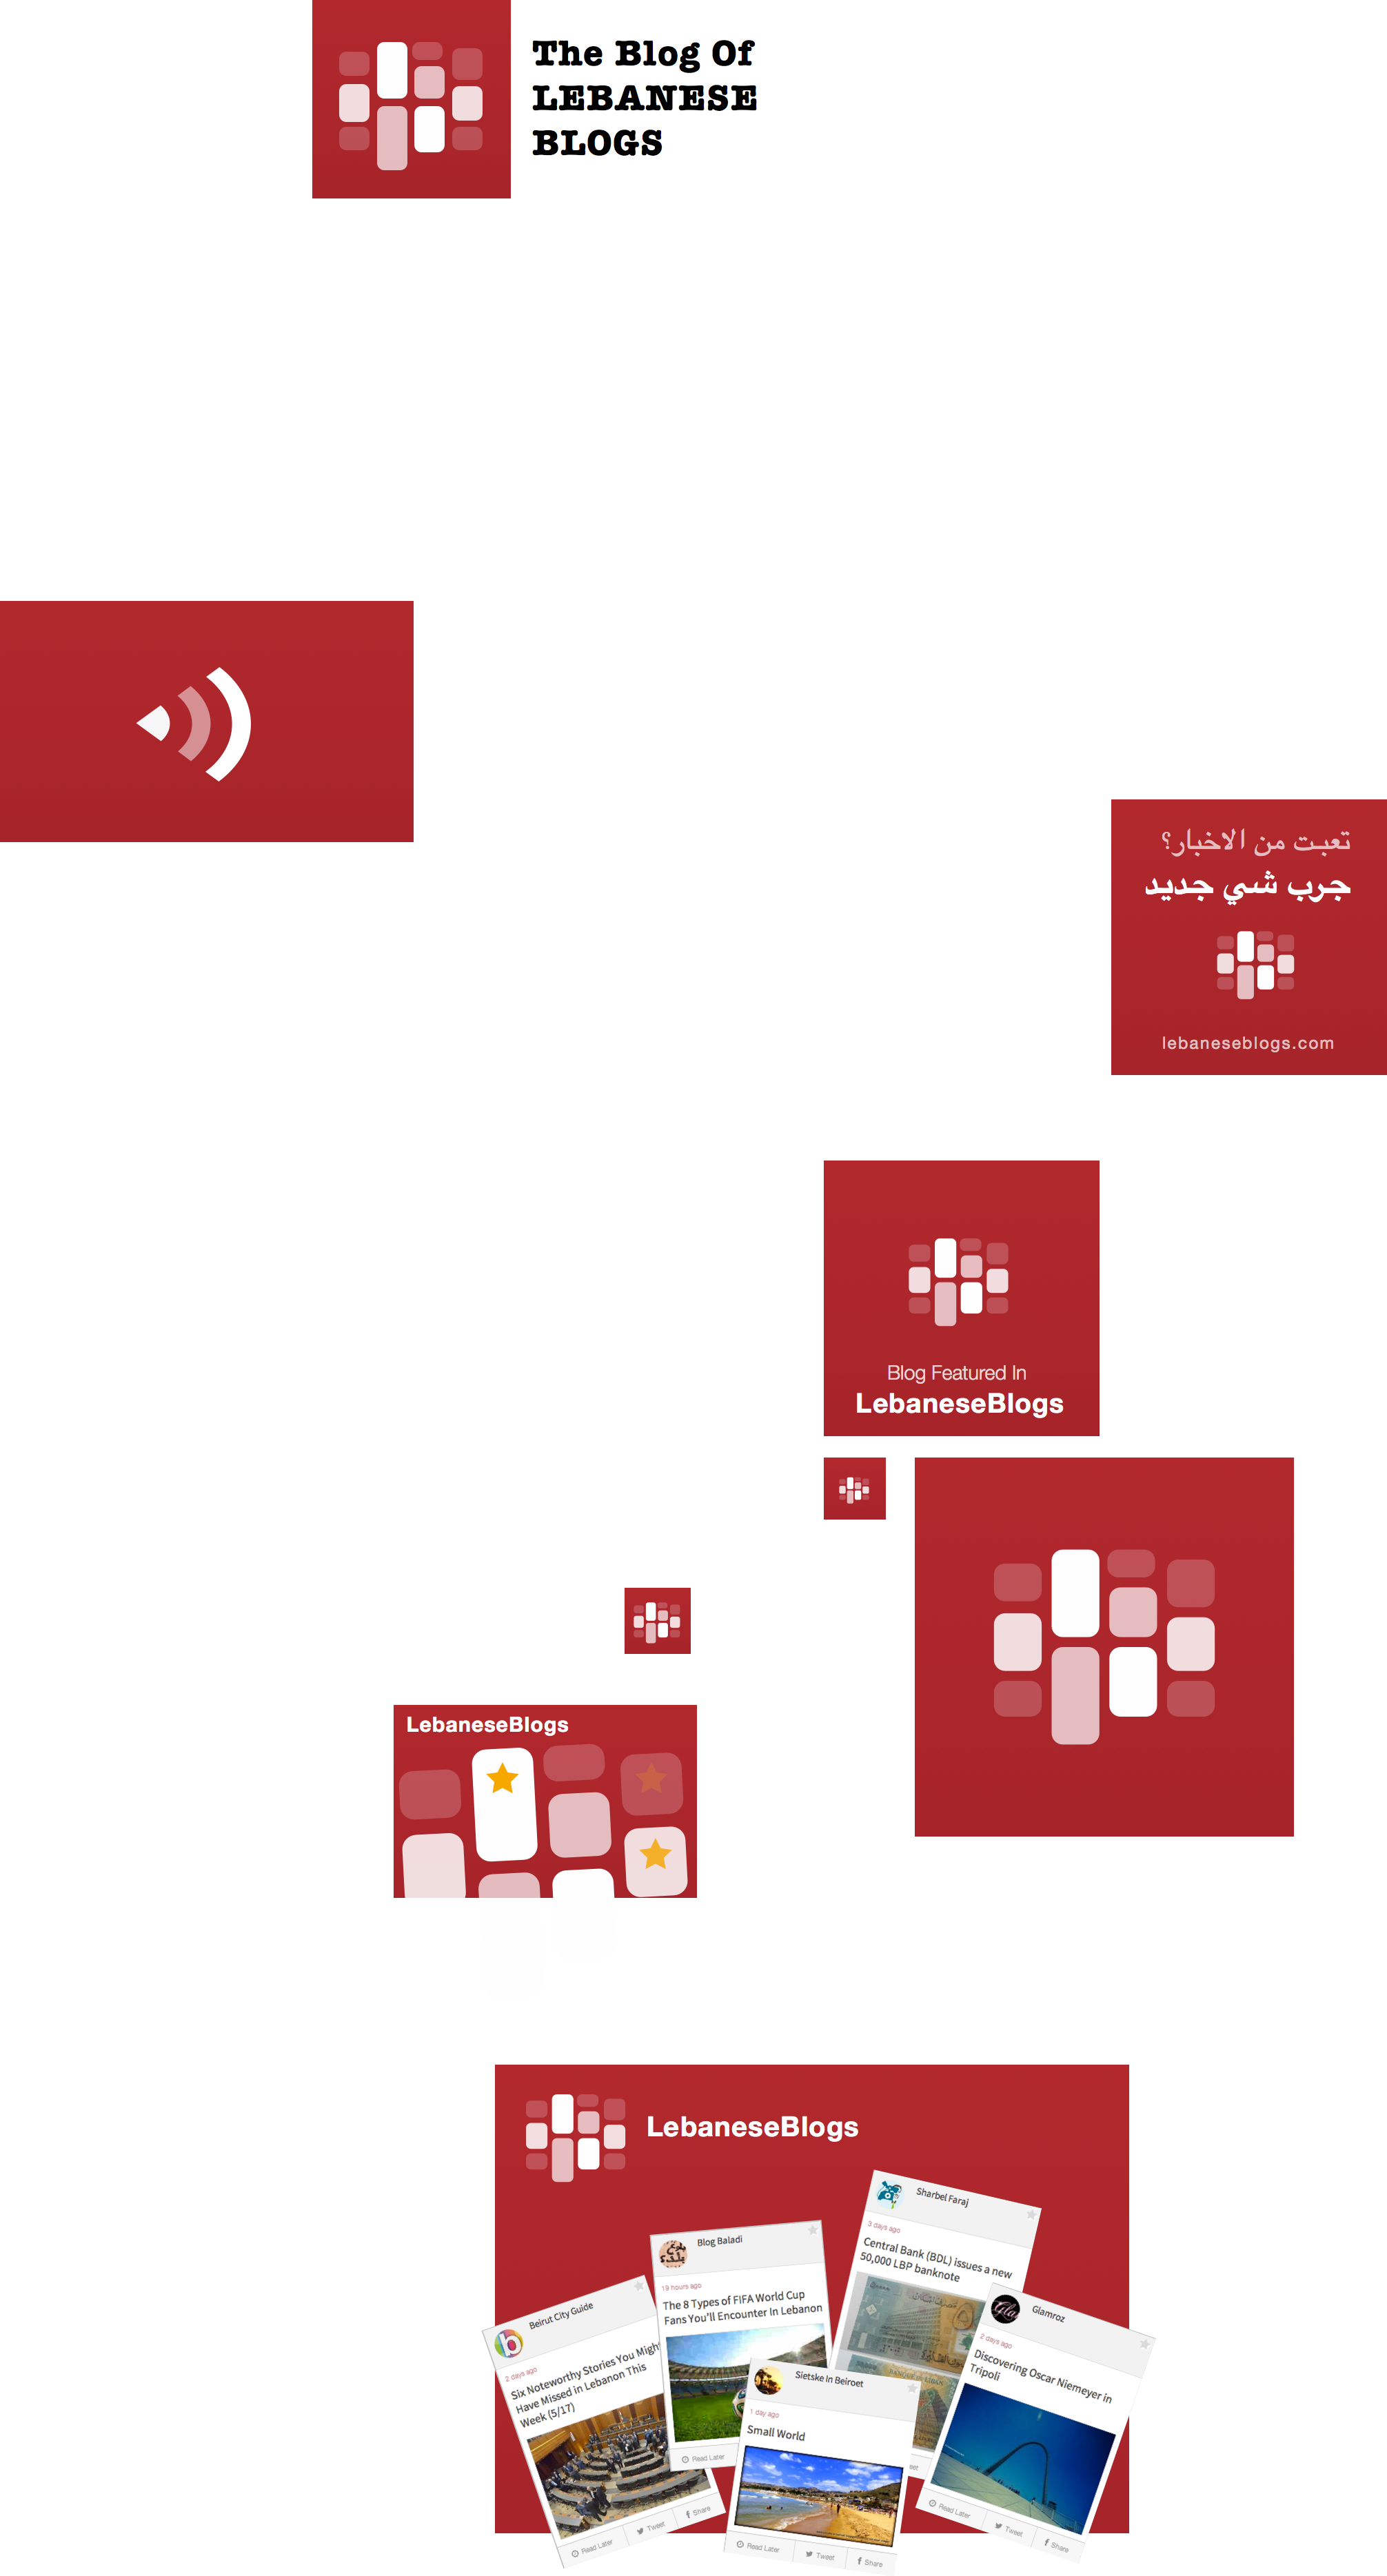 The Blog Of
LEBANESE
BLOGS
تعبت من الاخبار؟
جرب شي جديد
lebaneseblogs.com
Blog Featured In
LebaneseBlogs
LebaneseBlogs
LebaneseBlogs
Sharbel Faraj
3 days ago
Central Bank (BDL) issues a new
50,000 LBP banknote
Blog Baladi
19 hours ago
The 8 Types of FIFA World Cup
Fans You'll Encounter In Lebanon
Read Later
Beirut City Guide
2 days ago
Six Noteworthy Stories You Migh
Have Missed in Lebanon This
Week (5/17)
Read Later
Tweet
Share
Sietske In Beiroet
1 day ago
Small World
Read Later
Tweet
Share
Glamroz
2 days ago
Discovering Oscar Niemeyer in
Tripoli
Read Later
Tweet
Share